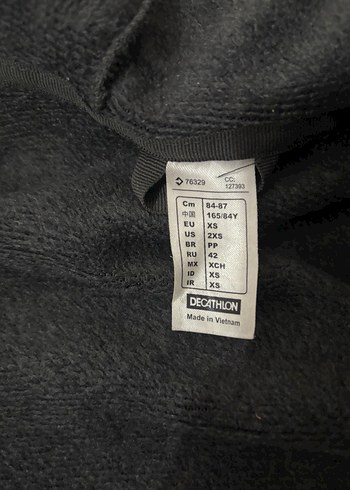 76329 CC:
127393
Cm 84-87
中国 165/84Y
EU XS
US 2XS
BR PP
RU 42
MX XCH
ID XS
IR XS
DECATHLON
Made in Vietnam